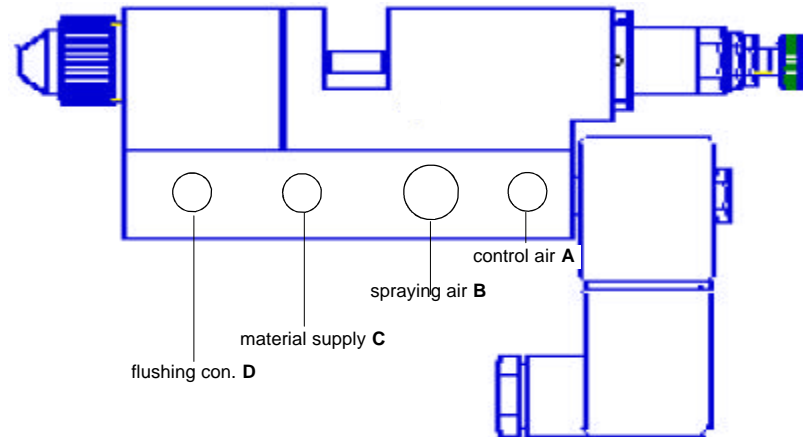 control air A
spraying air B
material supply C
flushing con. D